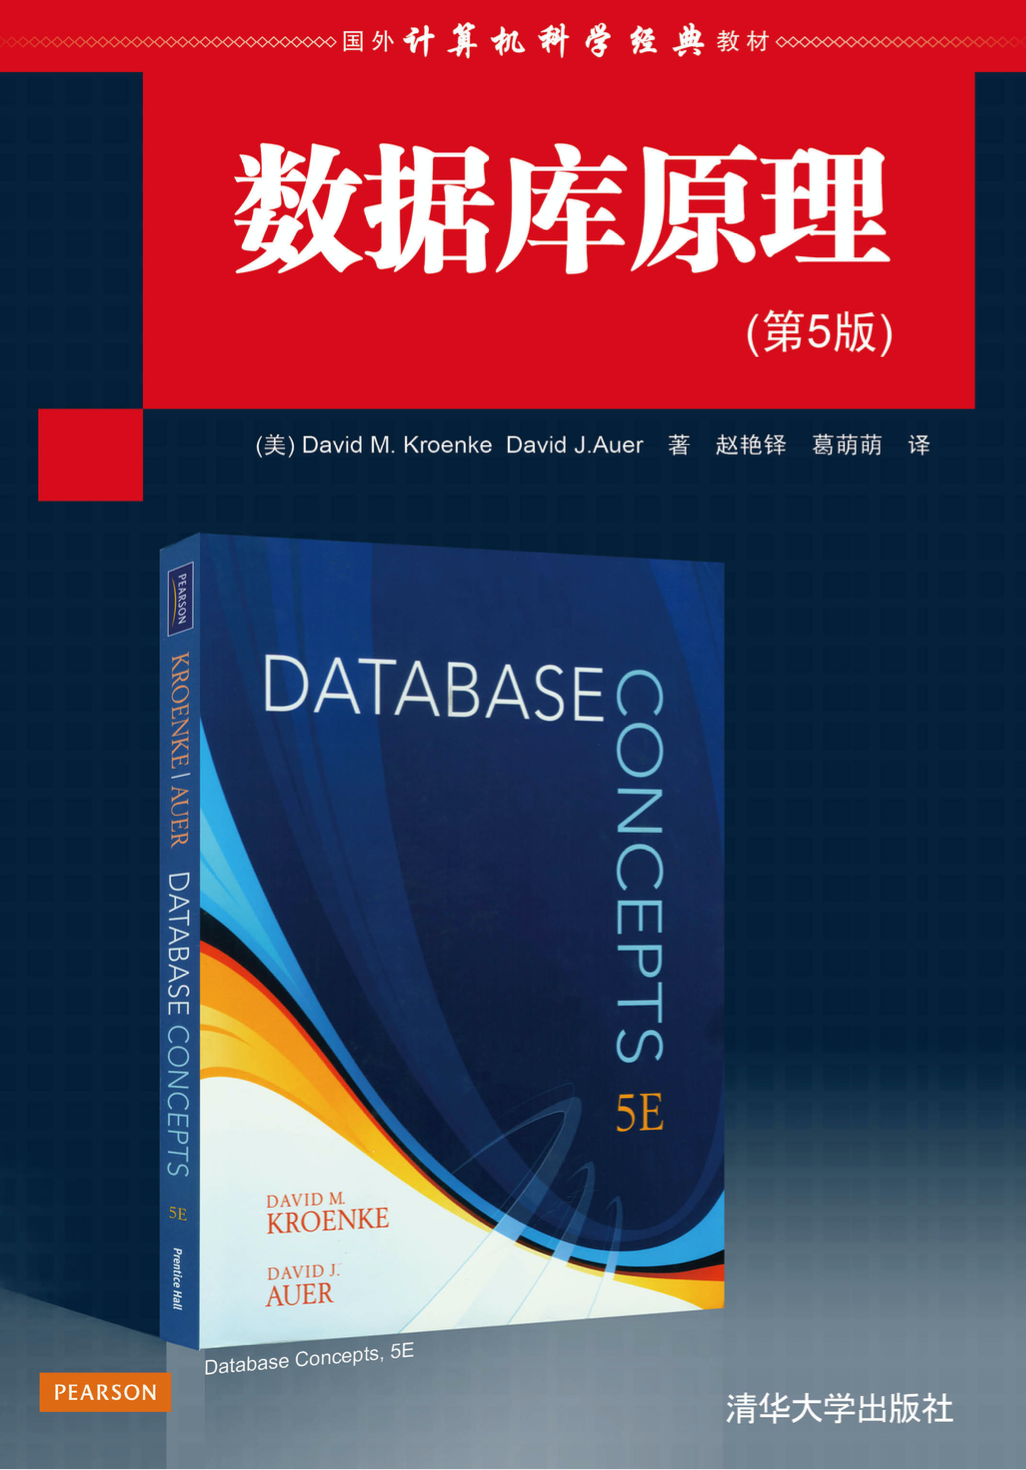 国外计算机科学经典教材
数据库原理
(第5版)
(美) David M. Kroenke David J.Auer 著 赵艳铎 葛萌萌 译
PEARSON
KROENKE | AUER DATABASE CONCEPTS 5E
Prentice Hall
DATABASE
CONCEPTS
5E
DAVID M.
KROENKE
DAVID J.
AUER
Database Concepts, 5E
PEARSON
清华大学出版社